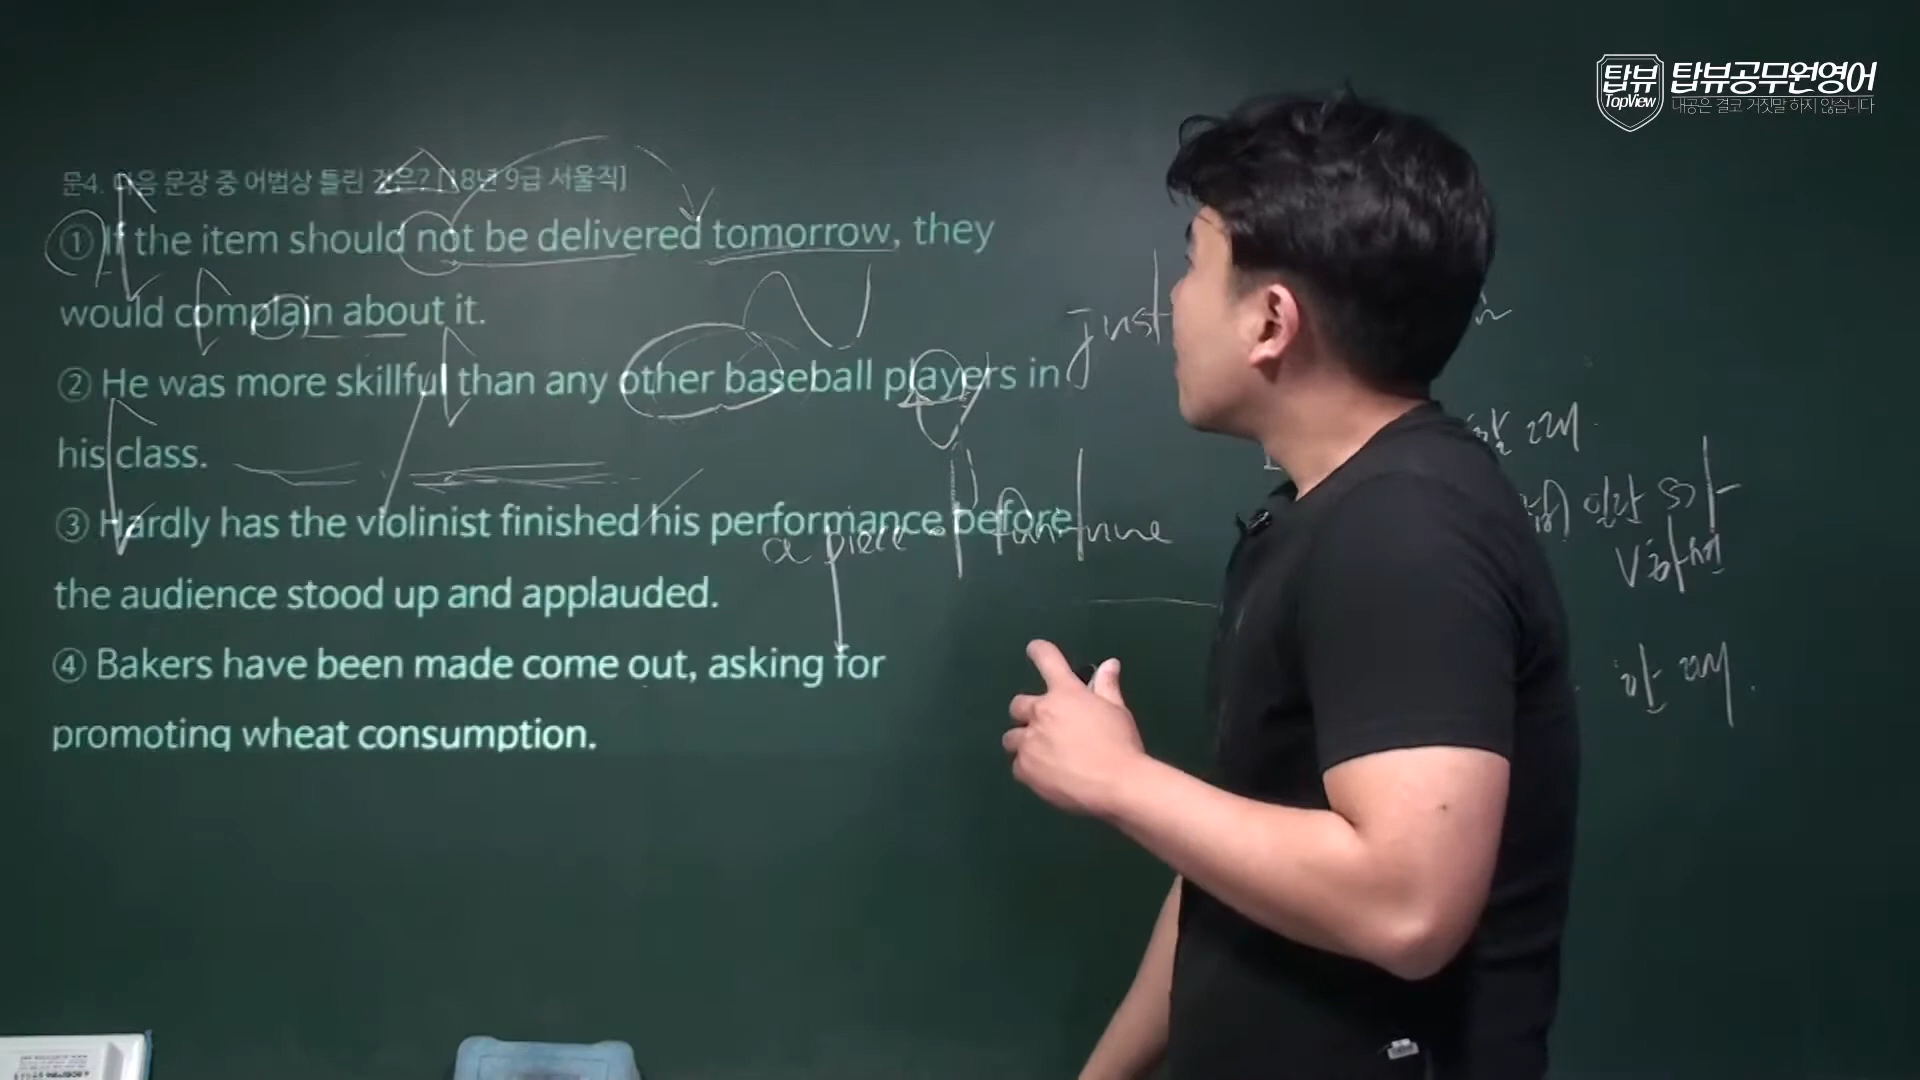 탑뷰
TopView
탑뷰공무원영어
내공은 결코 거짓말 하지 않습니다
문4. 다음 문장 중 어법상 틀린 것은? [18년 9급 서울직]
① If the item should not be delivered tomorrow, they
would complain about it.
② He was more skillful than any other baseball players in
his class.
③ Hardly has the violinist finished his performance before
the audience stood up and applauded.
④ Bakers have been made come out, asking for
promoting wheat consumption.
just
a piece of furniture